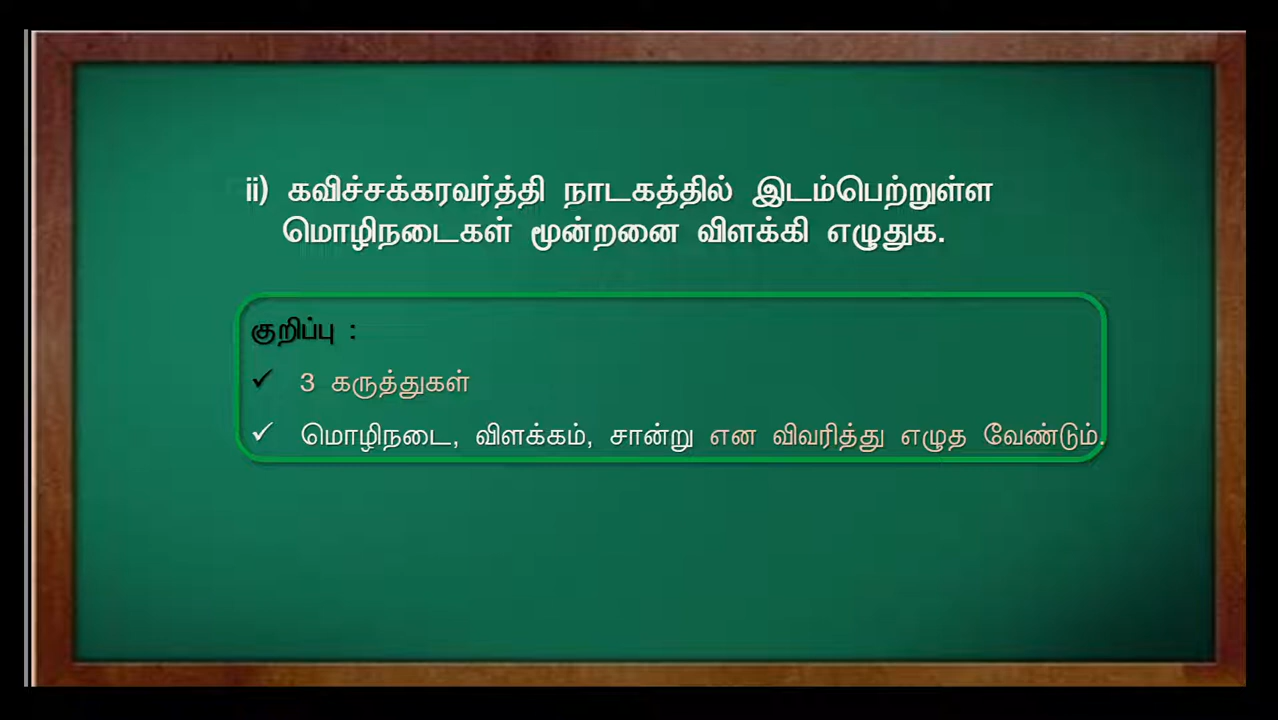 ii) கவிச்சக்கரவர்த்தி நாடகத்தில் இடம்பெற்றுள்ள
மொழிநடைகள் மூன்றனை விளக்கி எழுதுக.
குறிப்பு :
✓ 3 கருத்துகள்
✓ மொழிநடை, விளக்கம், சான்று என விவரித்து எழுத வேண்டும்.